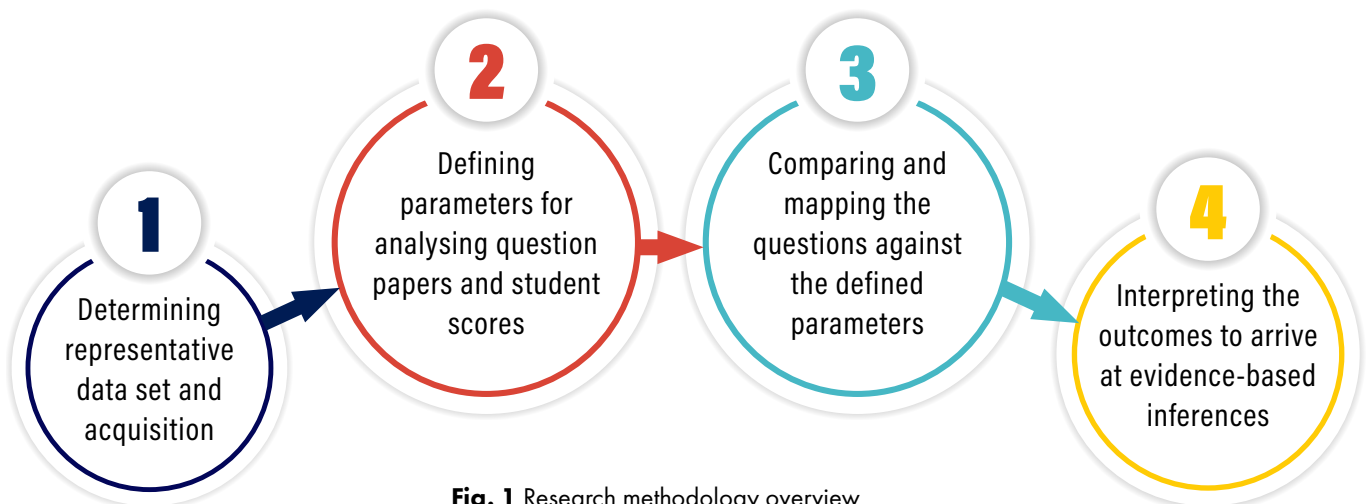 1
Determining
representative
data set and
acquisition
2
Defining
parameters for
analysing question
papers and student
scores
3
Comparing and
mapping the
questions against
the defined
parameters
4
Interpreting the
outcomes to arrive
at evidence-based
inferences
Fig. 1 Research methodology overview